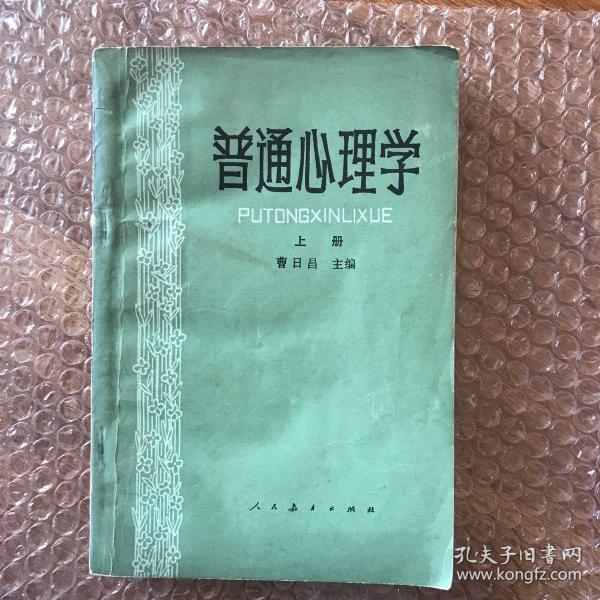 普通心理学
PUTONGXINLIXUE
上 册
曹日昌 主编
人民教育出版社
孔夫子旧書网
www.kongfz.com